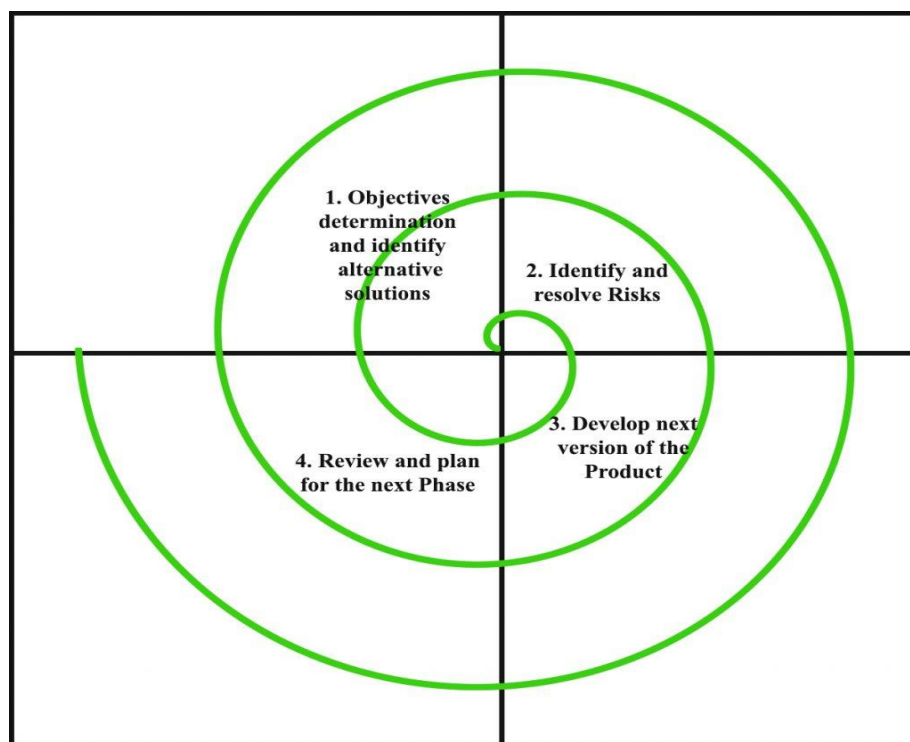 1. Objectives
determination
and identify
alternative
solutions
2. Identify and
resolve Risks
3. Develop next
version of the
Product
4. Review and plan
for the next Phase